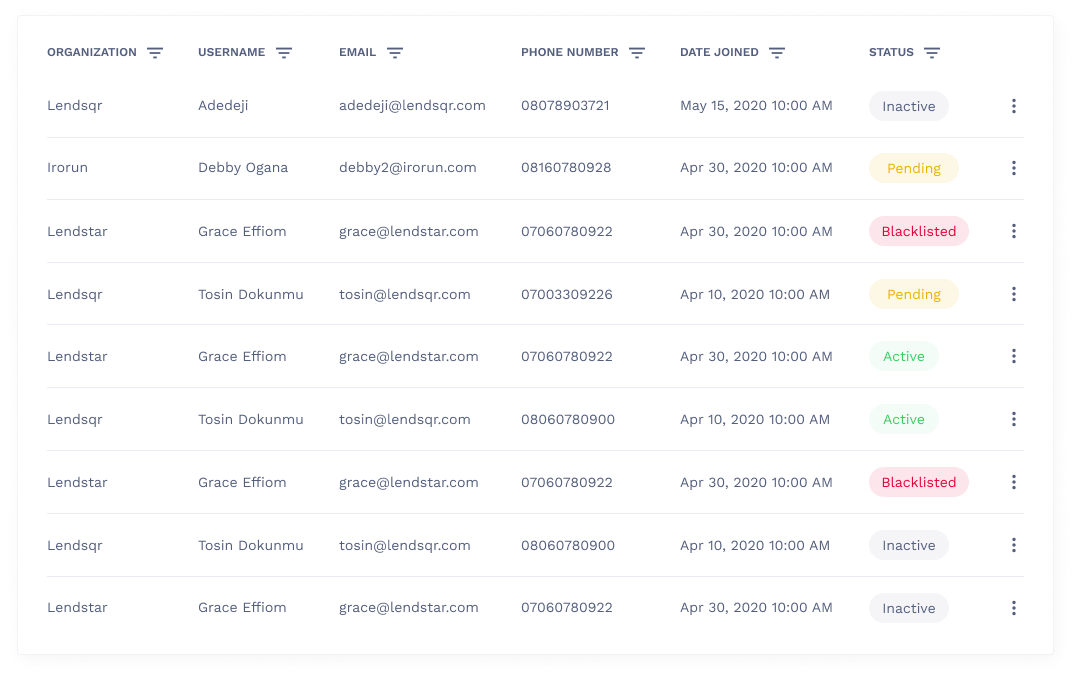 ORGANIZATION USERNAME EMAIL PHONE NUMBER DATE JOINED STATUS
Lendsqr Adedeji adedeji@lendsqr.com 08078903721 May 15, 2020 10:00 AM Inactive
Irorun Debby Ogana debby2@irorun.com 08160780928 Apr 30, 2020 10:00 AM Pending
Lendstar Grace Effiom grace@lendstar.com 07060780922 Apr 30, 2020 10:00 AM Blacklisted
Lendsqr Tosin Dokunmu tosin@lendsqr.com 07003309226 Apr 10, 2020 10:00 AM Pending
Lendstar Grace Effiom grace@lendstar.com 07060780922 Apr 30, 2020 10:00 AM Active
Lendsqr Tosin Dokunmu tosin@lendsqr.com 08060780900 Apr 10, 2020 10:00 AM Active
Lendstar Grace Effiom grace@lendstar.com 07060780922 Apr 30, 2020 10:00 AM Blacklisted
Lendsqr Tosin Dokunmu tosin@lendsqr.com 08060780900 Apr 10, 2020 10:00 AM Inactive
Lendstar Grace Effiom grace@lendstar.com 07060780922 Apr 30, 2020 10:00 AM Inactive